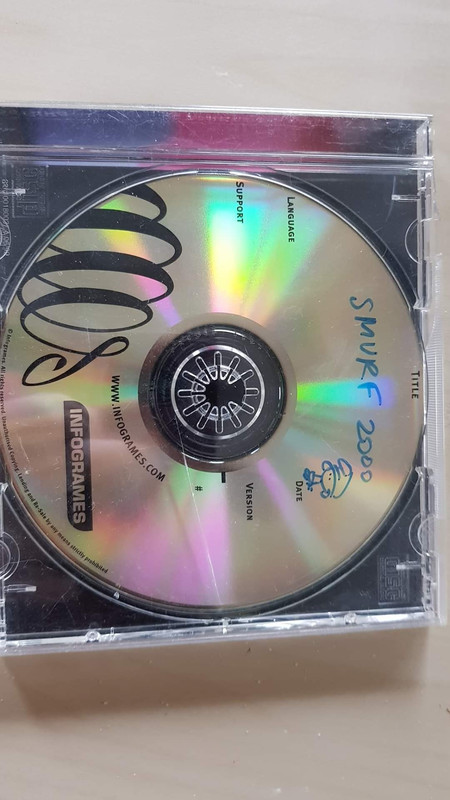 TITLE
SMURF 2000
LANGUAGE
DATE
SUPPORT
VERSION
#
WWW.INFOGRAMES.COM
INFOGRAMES